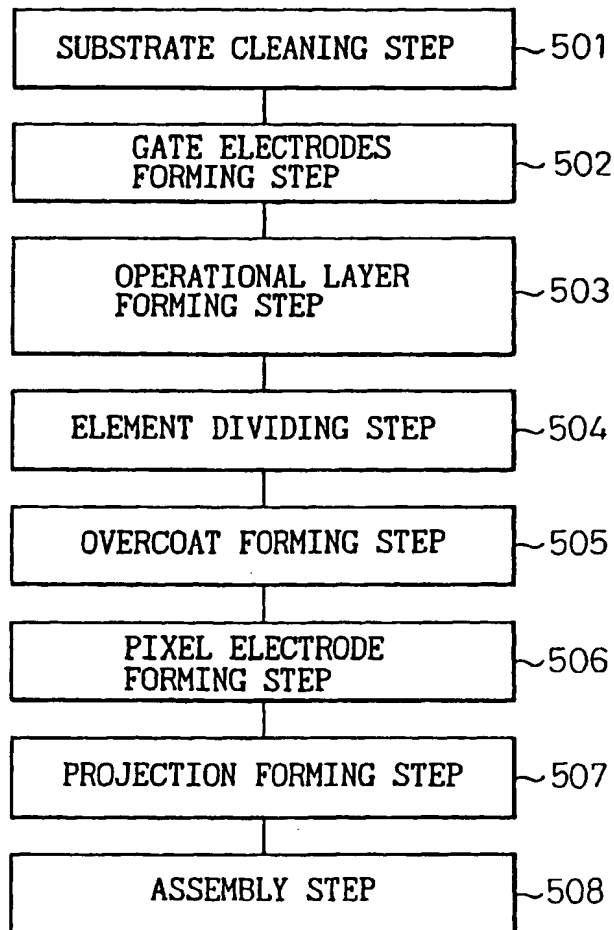 SUBSTRATE CLEANING STEP 501
GATE ELECTRODES
FORMING STEP 502
OPERATIONAL LAYER
FORMING STEP 503
ELEMENT DIVIDING STEP 504
OVERCOAT FORMING STEP 505
PIXEL ELECTRODE
FORMING STEP 506
PROJECTION FORMING STEP 507
ASSEMBLY STEP 508